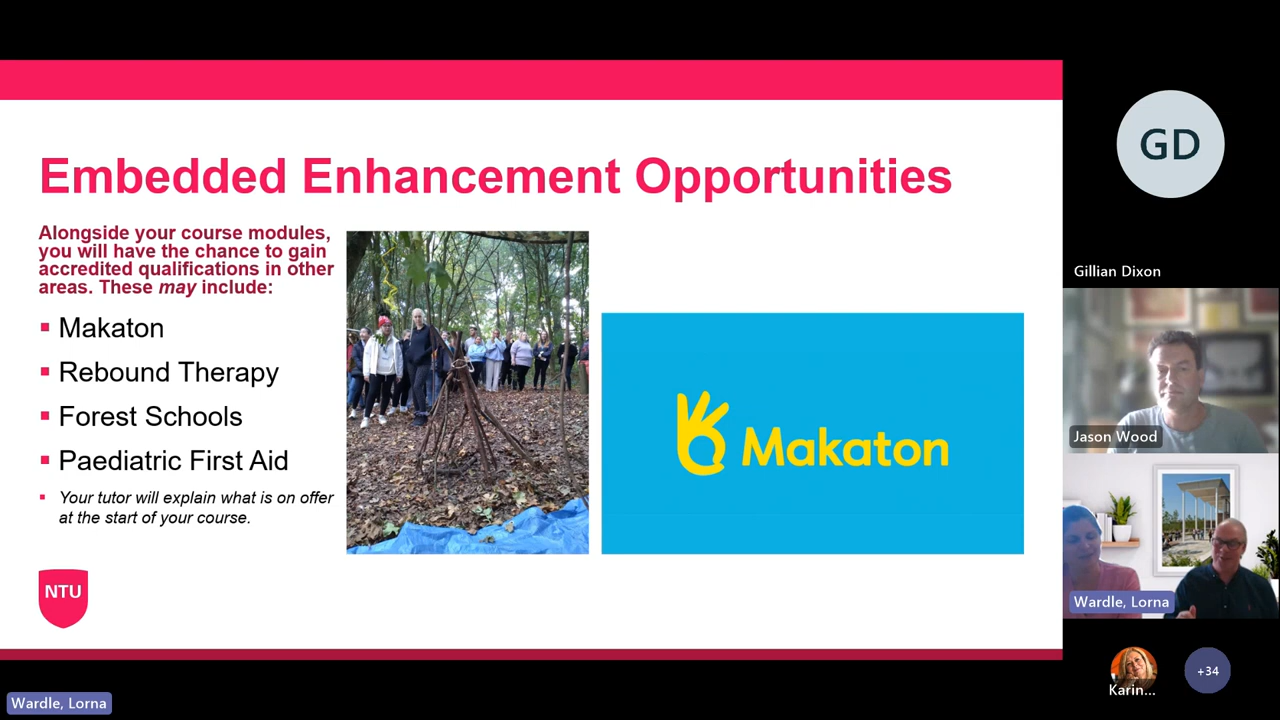 Embedded Enhancement Opportunities
Alongside your course modules,
you will have the chance to gain
accredited qualifications in other
areas. These may include:
Makaton
Rebound Therapy
Forest Schools
Paediatric First Aid
Your tutor will explain what is on offer
at the start of your course.
Makaton
NTU
GD
Gillian Dixon
Jason Wood
Wardle, Lorna
Karin...
+34
Wardle, Lorna